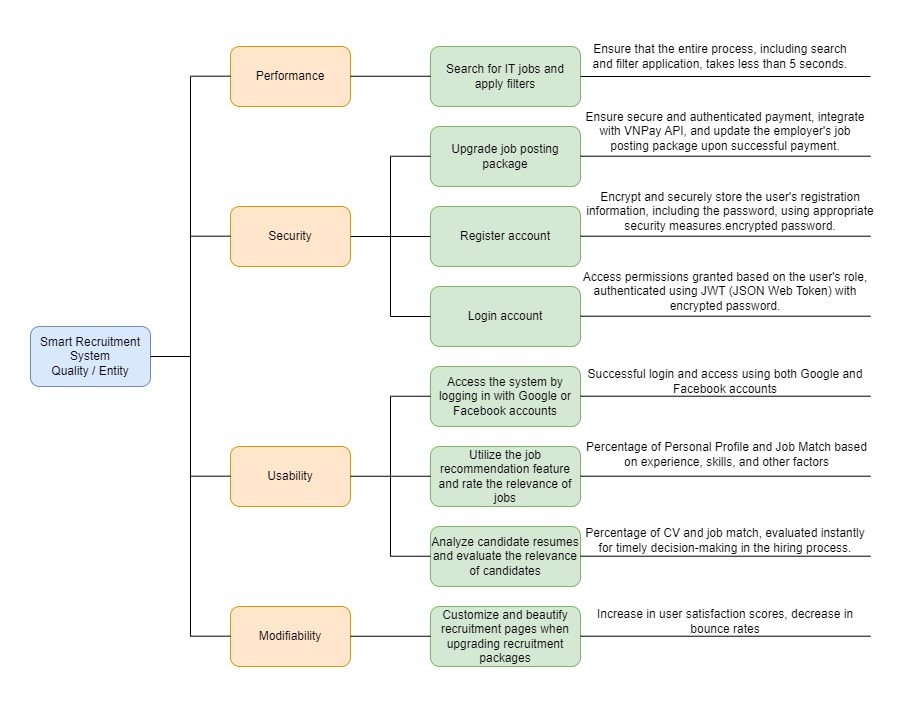 Smart Recruitment
System
Quality / Entity
Performance
Search for IT jobs and
apply filters
Ensure that the entire process, including search
and filter application, takes less than 5 seconds.
Security
Upgrade job posting
package
Ensure secure and authenticated payment, integrate
with VNPay API, and update the employer's job
posting package upon successful payment.
Register account
Encrypt and securely store the user's registration
information, including the password, using appropriate
security measures.encrypted password.
Login account
Access permissions granted based on the user's role,
authenticated using JWT (JSON Web Token) with
encrypted password.
Usability
Access the system by
logging in with Google or
Facebook accounts
Successful login and access using both Google and
Facebook accounts
Utilize the job
recommendation feature
and rate the relevance of
jobs
Percentage of Personal Profile and Job Match based
on experience, skills, and other factors
Analyze candidate resumes
and evaluate the relevance
of candidates
Percentage of CV and job match, evaluated instantly
for timely decision-making in the hiring process.
Modifiability
Customize and beautify
recruitment pages when
upgrading recruitment
packages
Increase in user satisfaction scores, decrease in
bounce rates